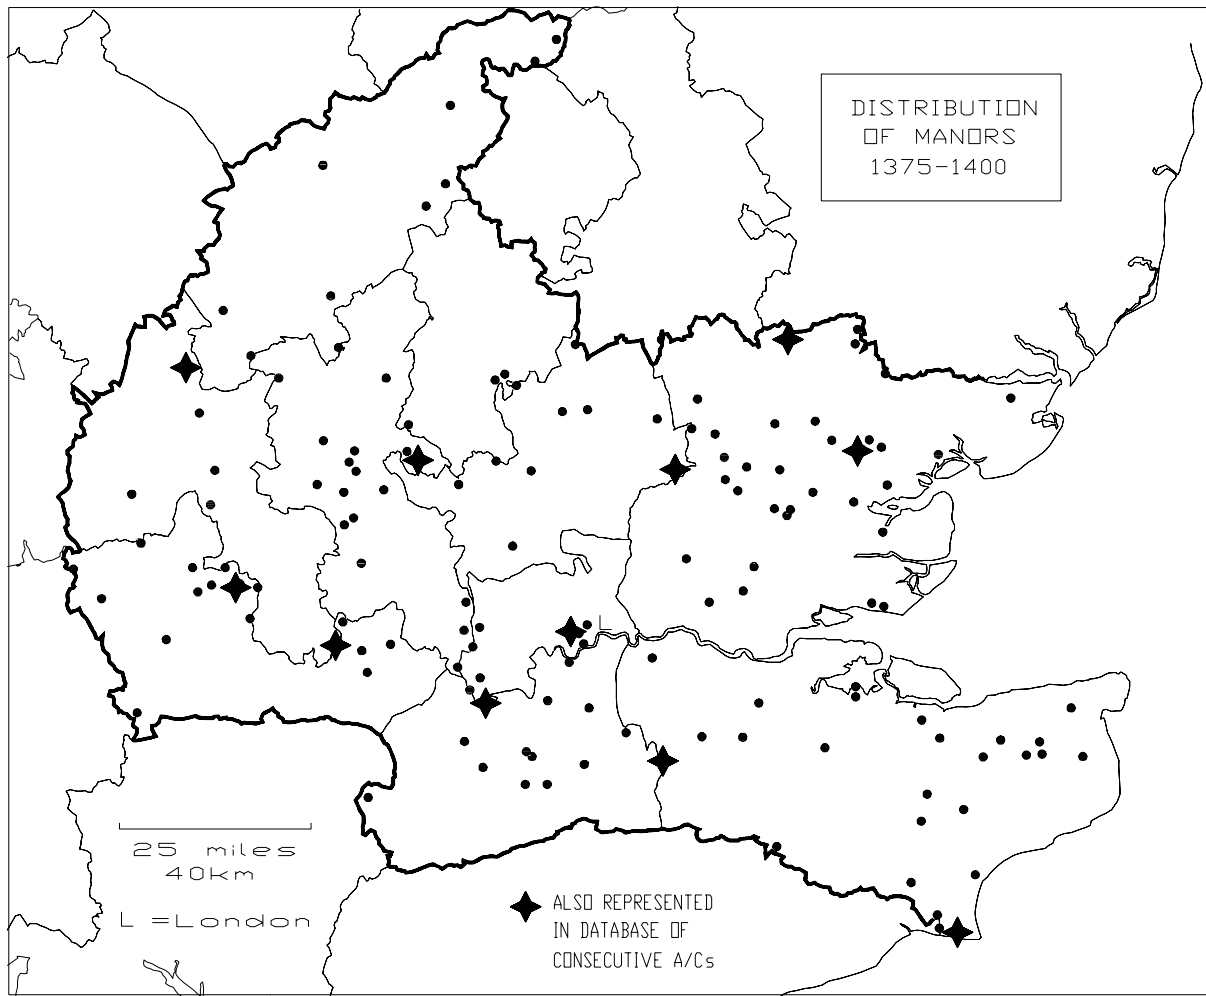 DISTRIBUTION
OF MANORS
1375-1400
L
25 miles
40km
L =London
ALSO REPRESENTED
IN DATABASE OF
CONSECUTIVE A/Cs